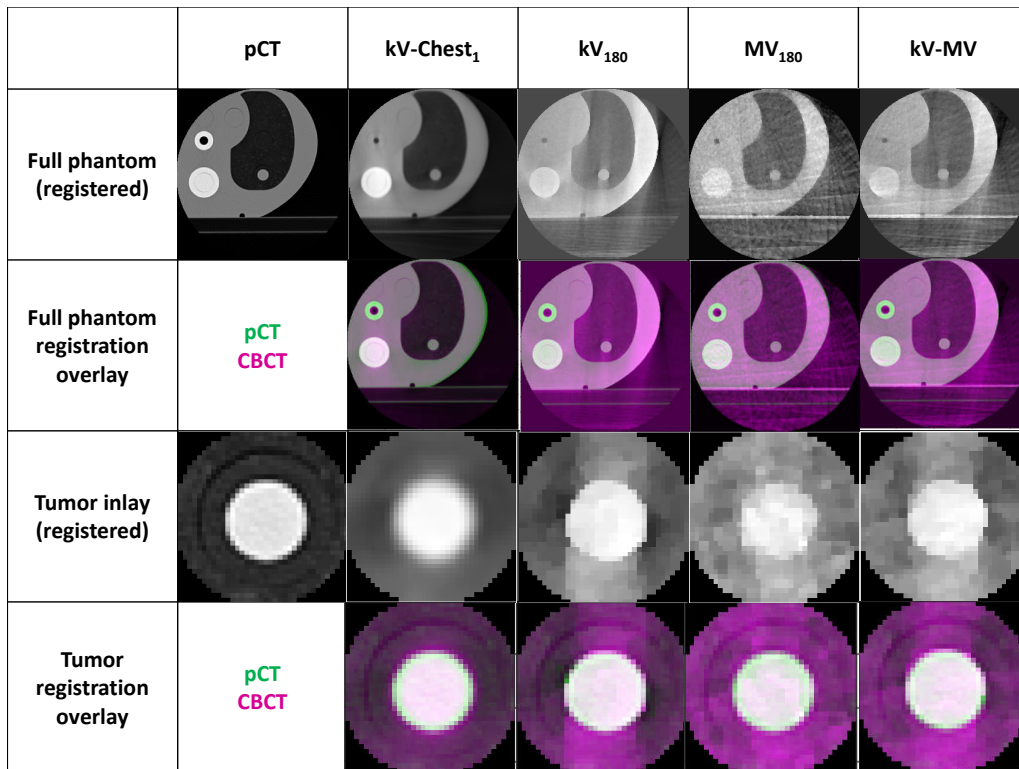 pCT
kV-Chest₁
kV₁₈₀
MV₁₈₀
kV-MV
Full phantom
(registered)
Full phantom
registration
overlay
pCT
CBCT
Tumor inlay
(registered)
Tumor
registration
overlay
pCT
CBCT